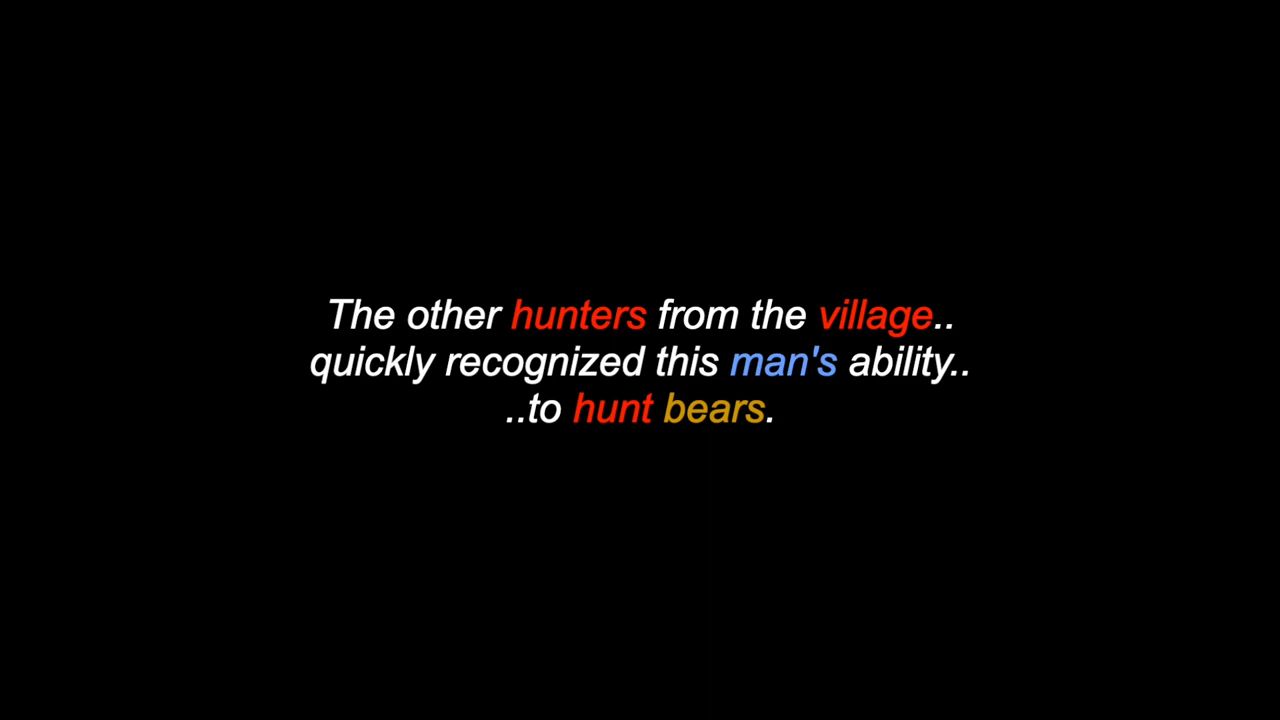 The other hunters from the village..
quickly recognized this man's ability..
..to hunt bears.